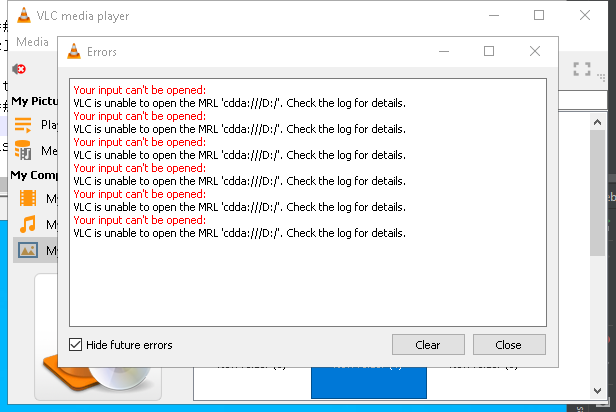 VLC media player
Media
Errors
Your input can't be opened:
VLC is unable to open the MRL 'cdda:///D:/'. Check the log for details.
Your input can't be opened:
VLC is unable to open the MRL 'cdda:///D:/'. Check the log for details.
Your input can't be opened:
VLC is unable to open the MRL 'cdda:///D:/'. Check the log for details.
Your input can't be opened:
VLC is unable to open the MRL 'cdda:///D:/'. Check the log for details.
Your input can't be opened:
VLC is unable to open the MRL 'cdda:///D:/'. Check the log for details.
Your input can't be opened:
VLC is unable to open the MRL 'cdda:///D:/'. Check the log for details.
My Pictu
Play
Me
My Comp
My
My
My
Hide future errors
Clear
Close